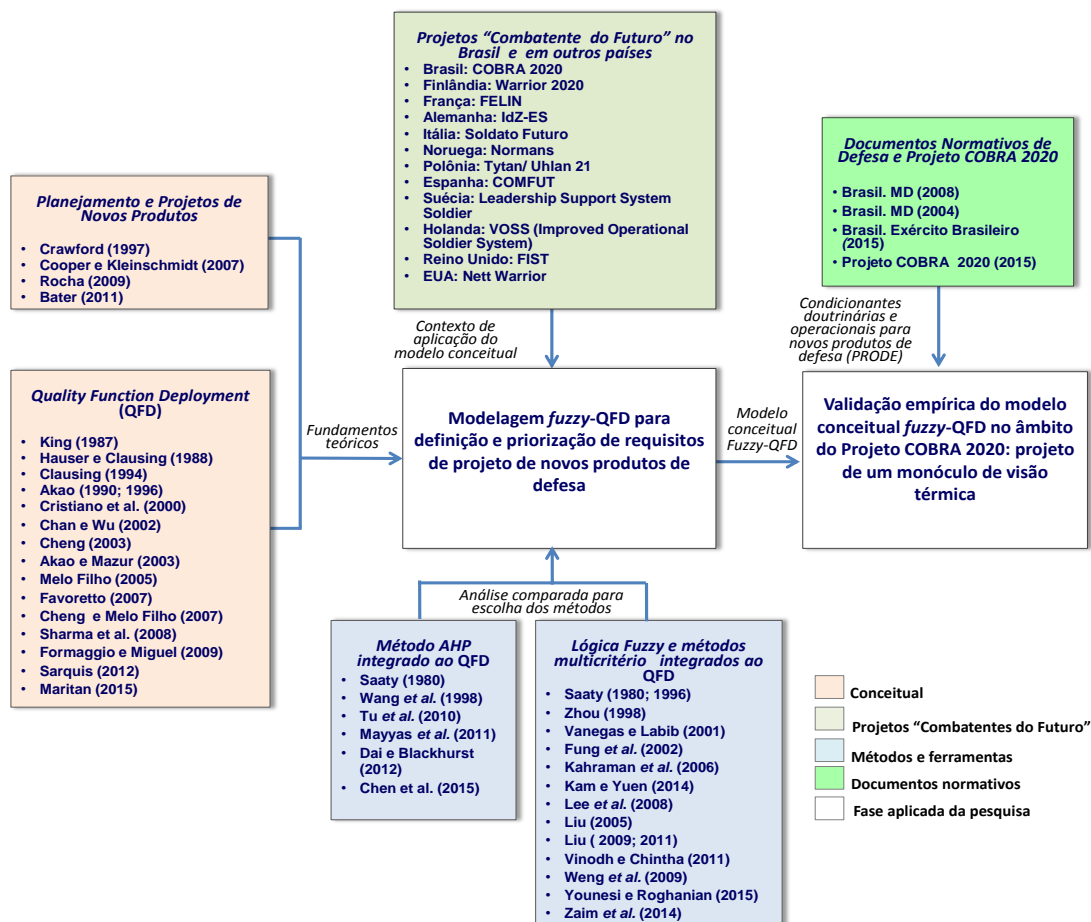 Projetos “Combatente do Futuro” no
Brasil e em outros países
• Brasil: COBRA 2020
• Finlândia: Warrior 2020
• França: FELIN
• Alemanha: IdZ-ES
• Itália: Soldato Futuro
• Noruega: Normans
• Polônia: Tytan/ Uhlan 21
• Espanha: COMFUT
• Suécia: Leadership Support System
Soldier
• Holanda: VOSS (Improved Operational
Soldier System)
• Reino Unido: FIST
• EUA: Nett Warrior
Documentos Normativos de
Defesa e Projeto COBRA 2020
• Brasil. MD (2008)
• Brasil. MD (2004)
• Brasil. Exército Brasileiro
(2015)
• Projeto COBRA 2020 (2015)
Planejamento e Projetos de
Novos Produtos
• Crawford (1997)
• Cooper e Kleinschmidt (2007)
• Rocha (2009)
• Bater (2011)
Contexto de
aplicação do
modelo conceitual
Condicionantes
doutrinárias e
operacionais para
novos produtos de
defesa (PRODE)
Quality Function Deployment
(QFD)
• King (1987)
• Hauser e Clausing (1988)
• Clausing (1994)
• Akao (1990; 1996)
• Cristiano et al. (2000)
• Chan e Wu (2002)
• Cheng (2003)
• Akao e Mazur (2003)
• Melo Filho (2005)
• Favoretto (2007)
• Cheng e Melo Filho (2007)
• Sharma et al. (2008)
• Formaggio e Miguel (2009)
• Sarquis (2012)
• Maritan (2015)
Fundamentos
teóricos
Modelagem fuzzy-QFD para
definição e priorização de requisitos
de projeto de novos produtos de
defesa
Modelo
conceitual
Fuzzy-QFD
Validação empírica do modelo
conceitual fuzzy-QFD no âmbito
do Projeto COBRA 2020: projeto
de um monóculo de visão
térmica
Análise comparada para
escolha dos métodos
Método AHP
integrado ao QFD
• Saaty (1980)
• Wang et al. (1998)
• Tu et al. (2010)
• Mayyas et al. (2011)
• Dai e Blackhurst
(2012)
• Chen et al. (2015)
Lógica Fuzzy e métodos
multicritério integrados ao
QFD
• Saaty (1980; 1996)
• Zhou (1998)
• Vanegas e Labib (2001)
• Fung et al. (2002)
• Kahraman et al. (2006)
• Kam e Yuen (2014)
• Lee et al. (2008)
• Liu (2005)
• Liu ( 2009; 2011)
• Vinodh e Chintha (2011)
• Weng et al. (2009)
• Younesi e Roghanian (2015)
• Zaim et al. (2014)
Conceitual
Projetos “Combatentes do Futuro”
Métodos e ferramentas
Documentos normativos
Fase aplicada da pesquisa